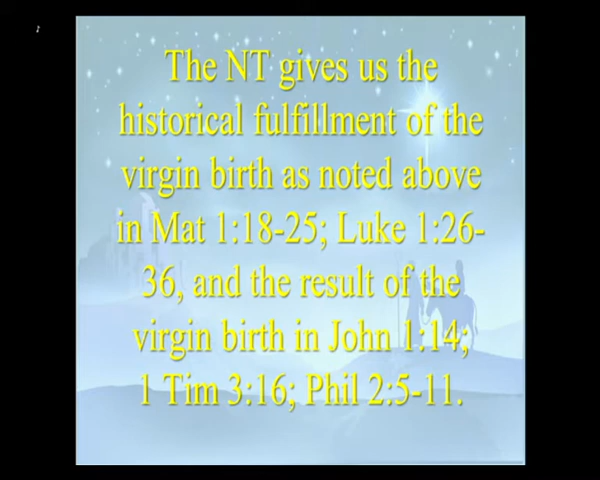 The NT gives us the
historical fulfillment of the
virgin birth as noted above
in Mat 1:18-25; Luke 1:26-
36, and the result of the
virgin birth in John 1:14;
1 Tim 3:16; Phil 2:5-11.